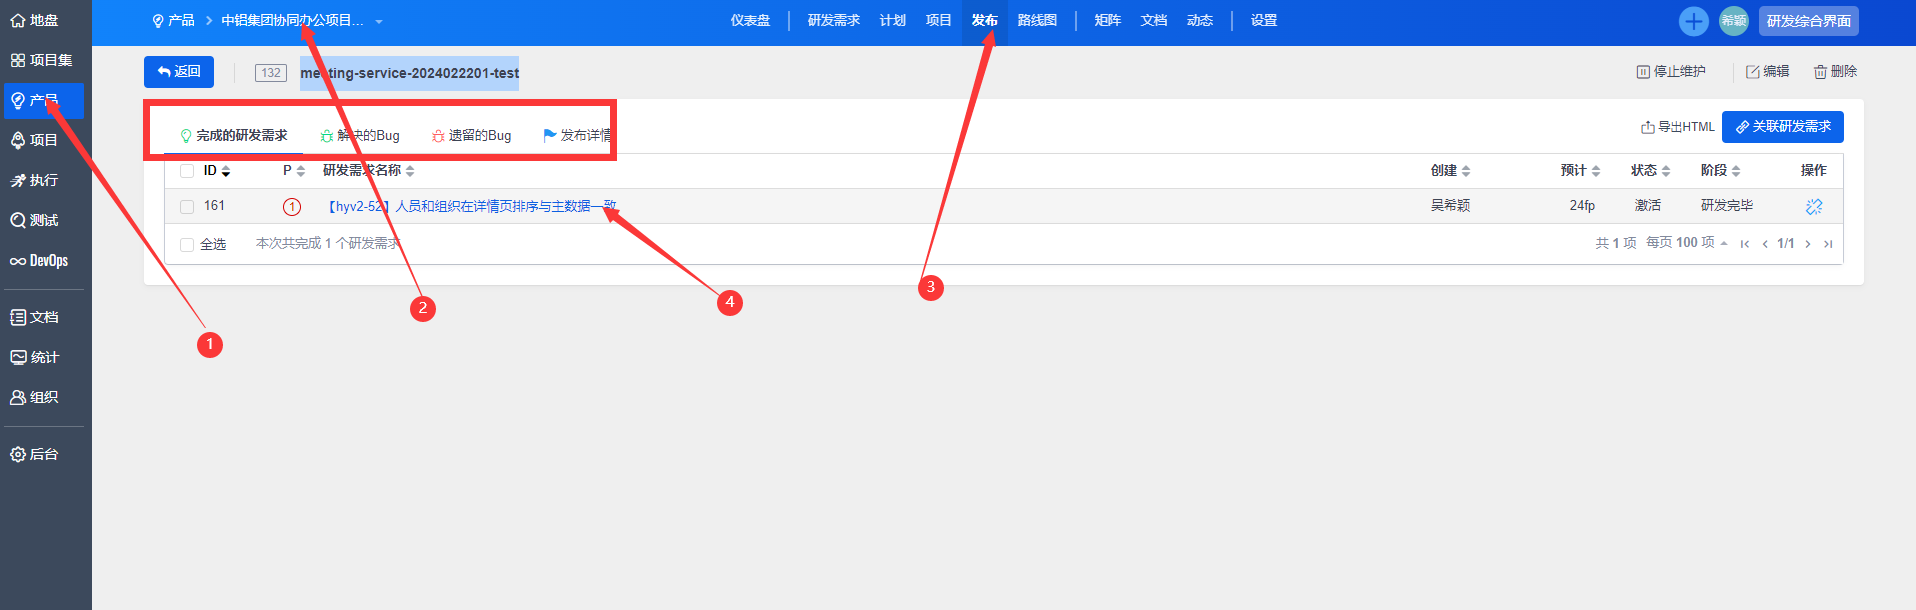 地盘
项目集
产品
项目
执行
测试
DevOps
文档
统计
组织
后台
产品 中铝集团协同办公项目...
仪表盘 研发需求 计划 项目 发布 路线图 矩阵 文档 动态 设置
希颖 研发综合界面
返回 132 meeting-service-2024022201-test
停止维护 编辑 删除
完成的研发需求 解决的Bug 遗留的Bug 发布详情
导出HTML 关联研发需求
ID P 研发需求名称 创建 预计 状态 阶段 操作
161 1 【hyv2-52】人员和组织在详情页排序与主数据一致 吴希颖 24fp 激活 研发完毕
全选 本次共完成 1 个研发需求 共 1 项 每页 100 项 1/1
1
2
3
4